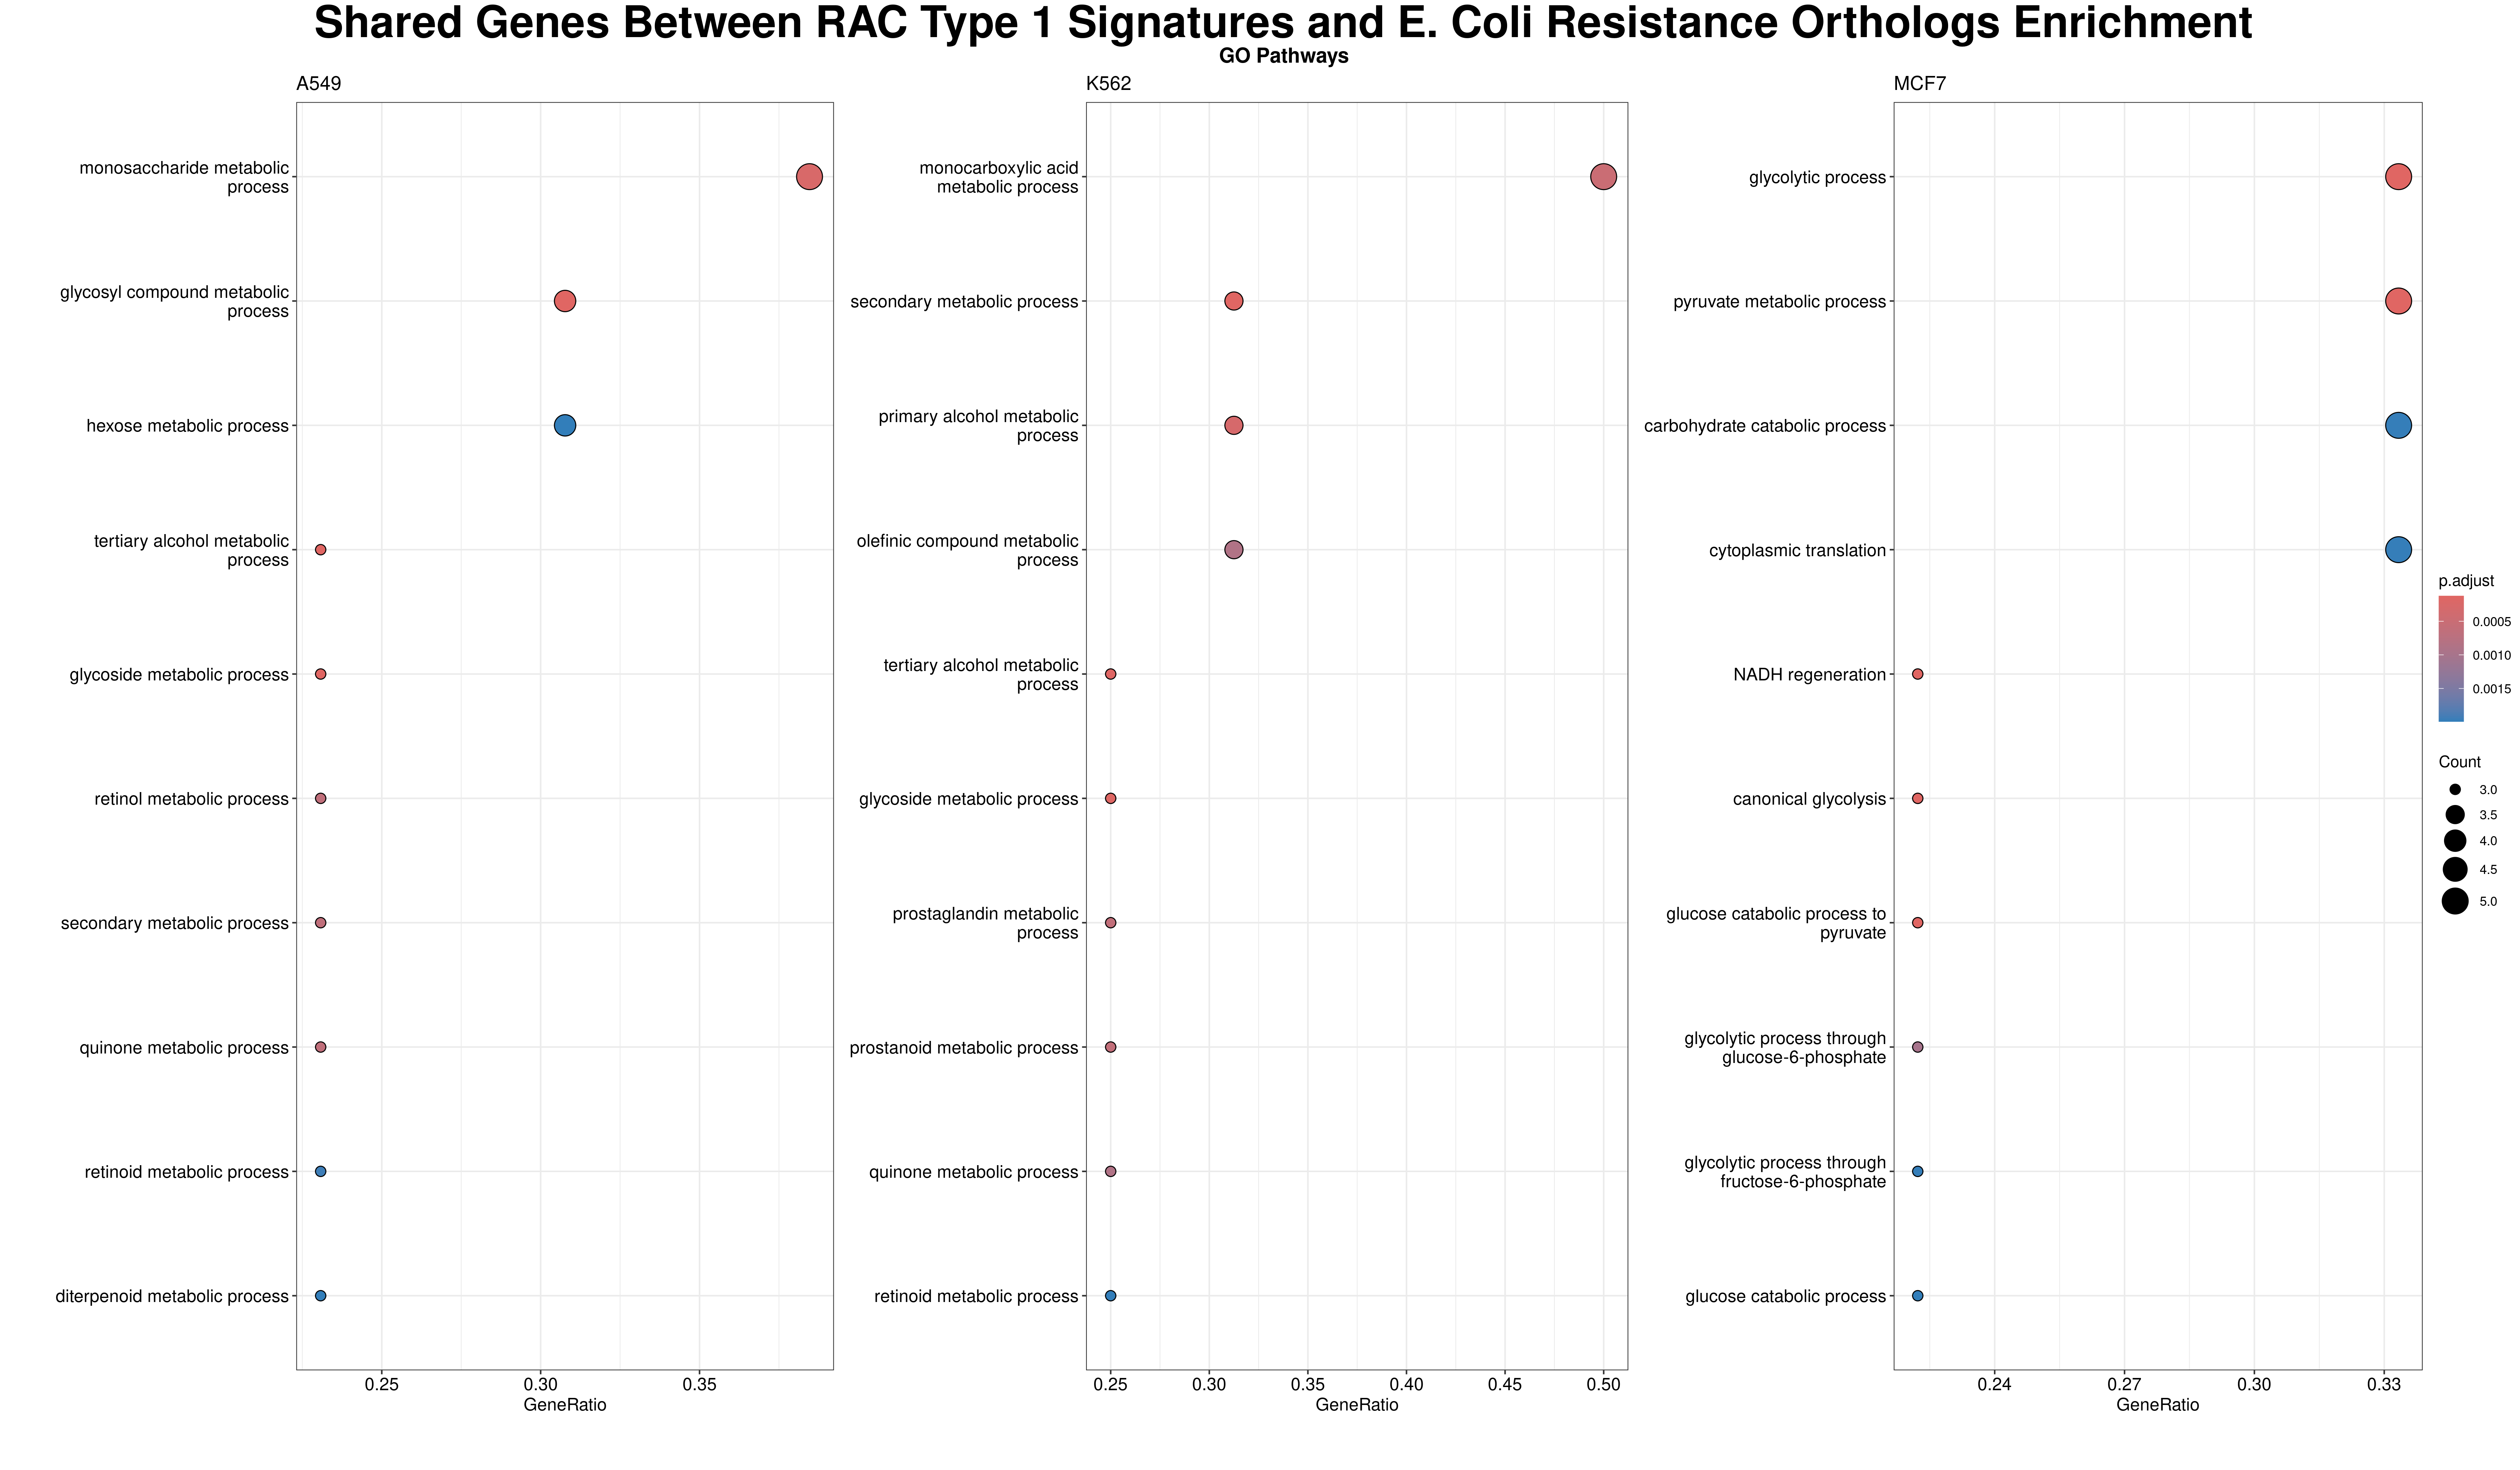 Shared Genes Between RAC Type 1 Signatures and E. Coli Resistance Orthologs Enrichment
GO Pathways
A549
monosaccharide metabolic
process
glycosyl compound metabolic
process
hexose metabolic process
tertiary alcohol metabolic
process
glycoside metabolic process
retinol metabolic process
secondary metabolic process
quinone metabolic process
retinoid metabolic process
diterpenoid metabolic process
0.25 0.30 0.35
GeneRatio
K562
monocarboxylic acid
metabolic process
secondary metabolic process
primary alcohol metabolic
process
olefinic compound metabolic
process
tertiary alcohol metabolic
process
glycoside metabolic process
prostaglandin metabolic
process
prostanoid metabolic process
quinone metabolic process
retinoid metabolic process
0.25 0.30 0.35 0.40 0.45 0.50
GeneRatio
MCF7
glycolytic process
pyruvate metabolic process
carbohydrate catabolic process
cytoplasmic translation
NADH regeneration
canonical glycolysis
glucose catabolic process to
pyruvate
glycolytic process through
glucose-6-phosphate
glycolytic process through
fructose-6-phosphate
glucose catabolic process
0.24 0.27 0.30 0.33
GeneRatio
p.adjust
0.0005
0.0010
0.0015
Count
3.0
3.5
4.0
4.5
5.0